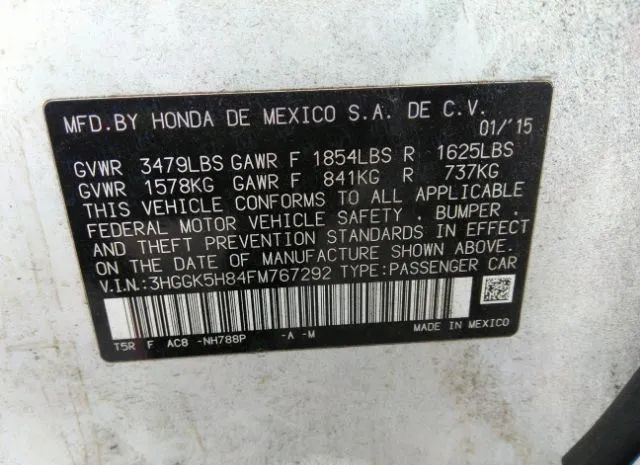 MFD.BY HONDA DE MEXICO S.A. DE C.V.
01/'15
GVWR 3479LBS GAWR F 1854LBS R 1625LBS
GVWR 1578KG GAWR F 841KG R 737KG
THIS VEHICLE CONFORMS TO ALL APPLICABLE
FEDERAL MOTOR VEHICLE SAFETY , BUMPER ,
AND THEFT PREVENTION STANDARDS IN EFFECT
ON THE DATE OF MANUFACTURE SHOWN ABOVE.
V.I.N.:3HGGK5H84FM767292 TYPE:PASSENGER CAR
T5R F AC8 -NH788P -A -M
MADE IN MEXICO